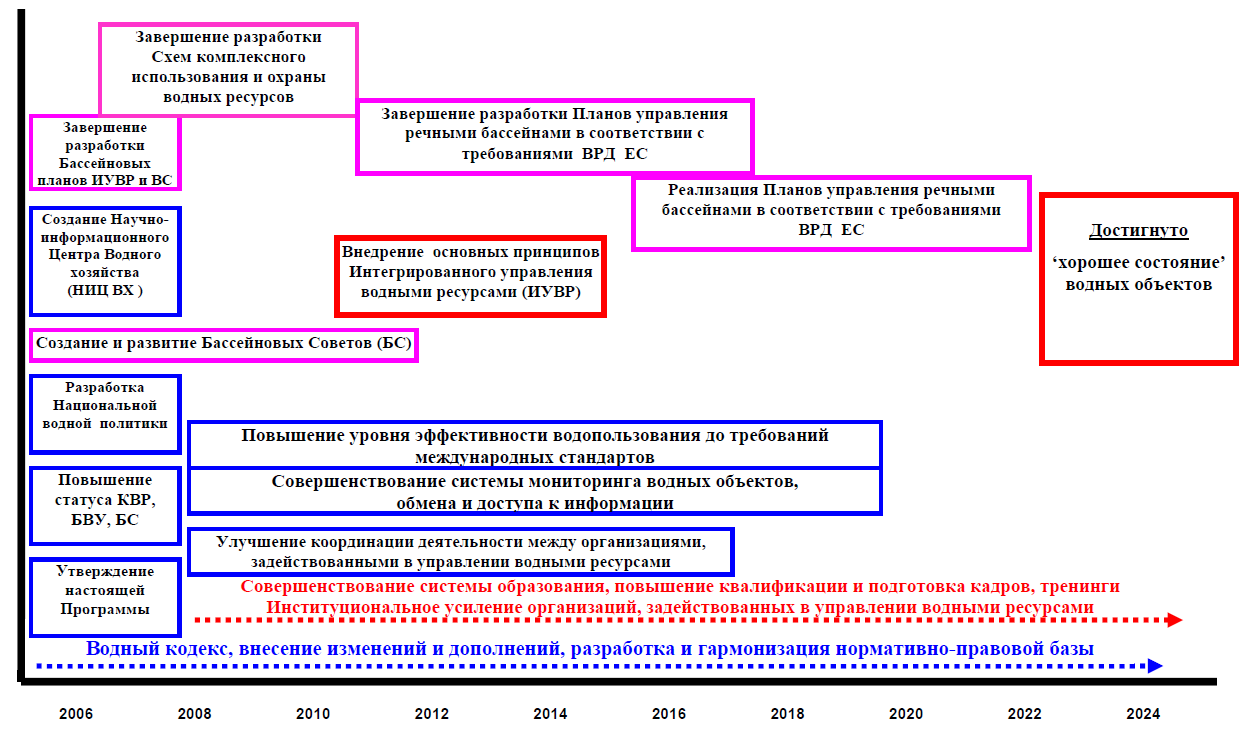 Завершение разработки
Схем комплексного
использования и охраны
водных ресурсов
Завершение разработки Планов управления
речными бассейнами в соответствии с
требованиями ВРД ЕС
Завершение
разработки
Бассейновых
планов ИУВР и ВС
Реализация Планов управления речными
бассейнами в соответствии с требованиями
ВРД ЕС
Достигнуто
‘хорошее состояние’
водных объектов
Создание Научно-
информационного
Центра Водного
хозяйства
(НИЦ ВХ )
Внедрение основных принципов
Интегрированного управления
водными ресурсами (ИУВР)
Создание и развитие Бассейновых Советов (БС)
Разработка
Национальной
водной политики
Повышение уровня эффективности водопользования до требований
международных стандартов
Повышение
статуса КВР,
БВУ, БС
Совершенствование системы мониторинга водных объектов,
обмена и доступа к информации
Улучшение координации деятельности между организациями,
задействованными в управлении водными ресурсами
Утверждение
настоящей
Программы
Совершенствование системы образования, повышение квалификации и подготовка кадров, тренинги
Институциональное усиление организаций, задействованных в управлении водными ресурсами
Водный кодекс, внесение изменений и дополнений, разработка и гармонизация нормативно-правовой базы
2006 2008 2010 2012 2014 2016 2018 2020 2022 2024